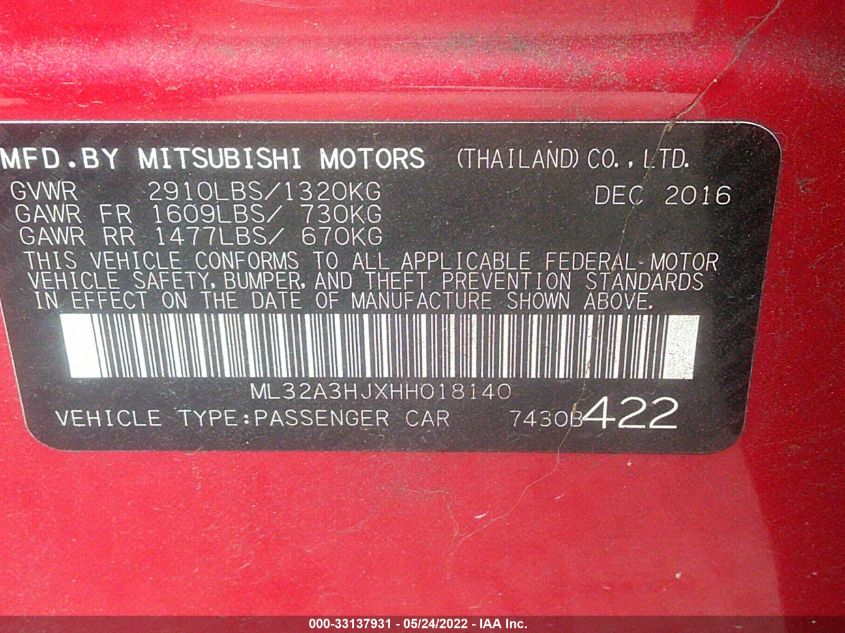 MFD.BY MITSUBISHI MOTORS (THAILAND) CO.,LTD.
GVWR 2910LBS/1320KG DEC 2016
GAWR FR 1609LBS/ 730KG
GAWR RR 1477LBS/ 670KG
THIS VEHICLE CONFORMS TO ALL APPLICABLE FEDERAL-MOTOR
VEHICLE SAFETY, BUMPER, AND THEFT PREVENTION STANDARDS
IN EFFECT ON THE DATE OF MANUFACTURE SHOWN ABOVE.
ML32A3HJXHH018140
VEHICLE TYPE:PASSENGER CAR 7430B422
000-33137931 - 05/24/2022 - IAA Inc.